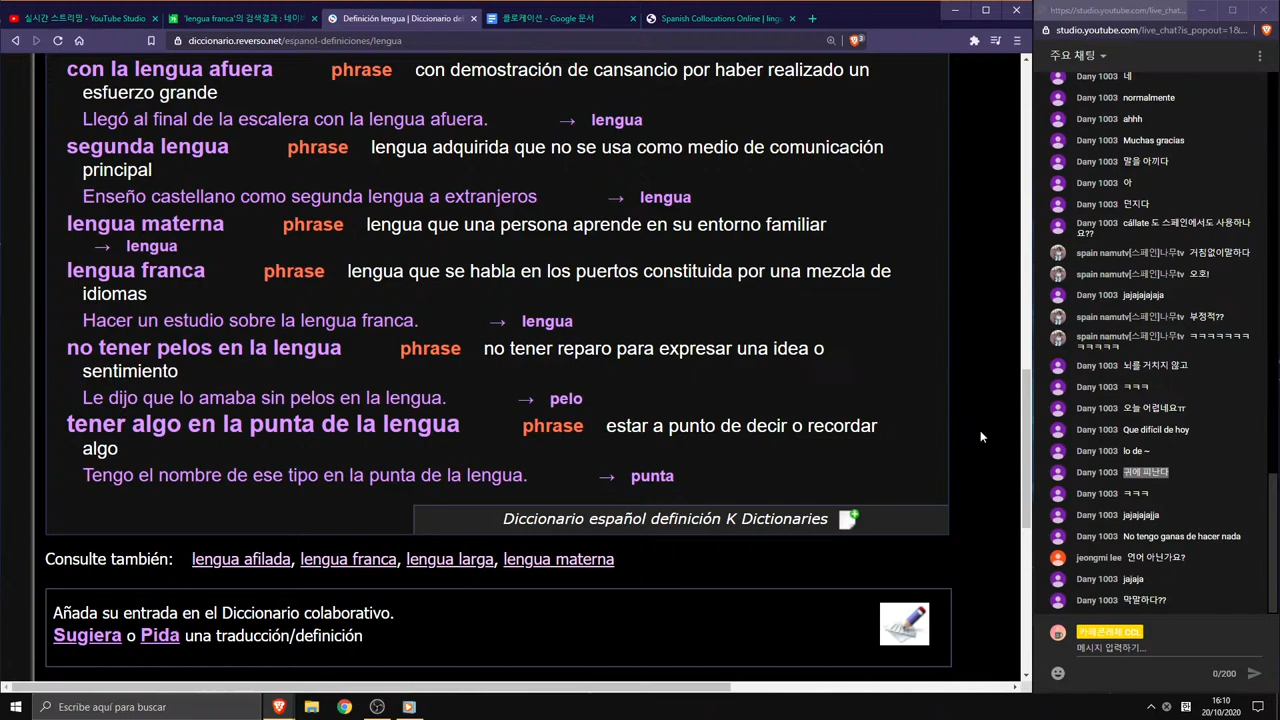 실시간 스트리밍 - YouTube Studio
'lengua franca'의 검색결과 : 네이버
Definición lengua | Diccionario de
콜로케이션 - Google 문서
Spanish Collocations Online | lingu
https://studio.youtube.com/live_chat...
diccionario.reverso.net/espanol-definiciones/lengua
studio.youtube.com/live_chat?is_popout=1&...
주요 채팅
con la lengua afuera phrase con demostración de cansancio por haber realizado un
esfuerzo grande
Llegó al final de la escalera con la lengua afuera. → lengua
segunda lengua phrase lengua adquirida que no se usa como medio de comunicación
principal
Enseño castellano como segunda lengua a extranjeros → lengua
lengua materna phrase lengua que una persona aprende en su entorno familiar
→ lengua
lengua franca phrase lengua que se habla en los puertos constituida por una mezcla de
idiomas
Hacer un estudio sobre la lengua franca. → lengua
no tener pelos en la lengua phrase no tener reparo para expresar una idea o
sentimiento
Le dijo que lo amaba sin pelos en la lengua. → pelo
tener algo en la punta de la lengua phrase estar a punto de decir o recordar
algo
Tengo el nombre de ese tipo en la punta de la lengua. → punta
Diccionario español definición K Dictionaries
Consulte también: lengua afilada, lengua franca, lengua larga, lengua materna
Añada su entrada en el Diccionario colaborativo.
Sugiera o Pida una traducción/definición
Dany 1003 네
Dany 1003 normalmente
Dany 1003 ahhh
Dany 1003 Muchas gracias
Dany 1003 말을 아끼다
Dany 1003 아
Dany 1003 던지다
Dany 1003 cállate 도 스페인에서도 사용하나
요??
spain namutv[스페인]나무tv 거침없이말하다
spain namutv[스페인]나무tv 오호!
Dany 1003 jajajajajaja
spain namutv[스페인]나무tv 부정적??
spain namutv[스페인]나무tv ㅋㅋㅋㅋㅋㅋㅋ
ㅋㅋㅋㅋㅋㅋ
Dany 1003 뇌를 거치지 않고
Dany 1003 ㅋㅋㅋ
Dany 1003 오늘 어렵네요ㅠ
Dany 1003 Que difícil de hoy
Dany 1003 lo de ~
Dany 1003 귀에 피난다
Dany 1003 ㅋㅋㅋ
Dany 1003 jajajajajja
Dany 1003 No tengo ganas de hacer nada
jeongmi lee 언어 아닌가요?
Dany 1003 jajaja
Dany 1003 막말하다??
카페콘레체 CCL
메시지 입력하기...
0/200
Escribe aquí para buscar
16:10
20/10/2020